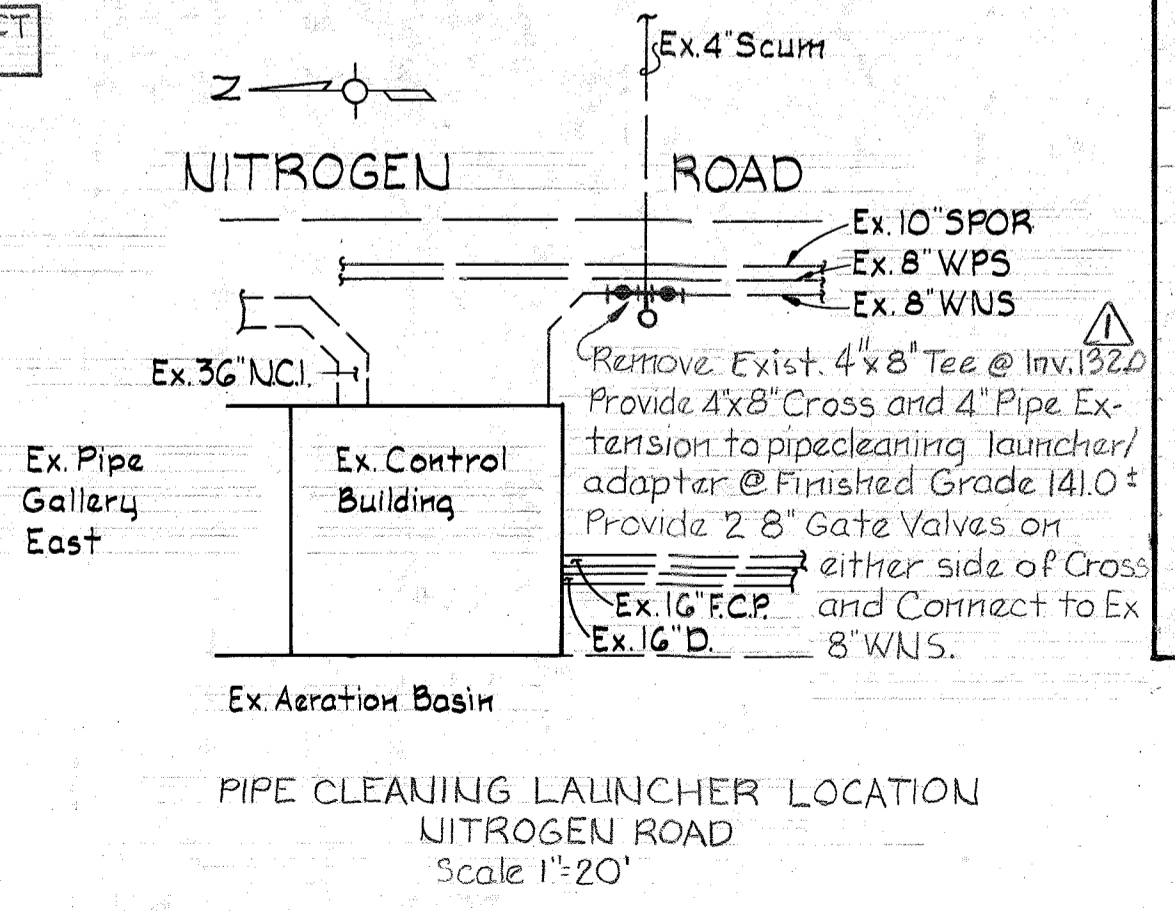 Ex. 4" Scum
N
NITROGEN ROAD
Ex. 10" SPOR
Ex. 8" WPS
Ex. 8" WNS
1
Ex. 36" N.C.I.
Remove Exist. 4"x8" Tee @ Inv. 132.0
Provide 4"x8" Cross and 4" Pipe Ex-
tension to pipecleaning launcher/
adapter @ Finished Grade 141.0 ±
Provide 2 8" Gate Valves on
either side of Cross
and Connect to Ex
8" WNS.
Ex. Pipe
Gallery
East
Ex. Control
Building
Ex. 16" F.C.P.
Ex. 16" D.
Ex. Aeration Basin
PIPE CLEANING LAUNCHER LOCATION
NITROGEN ROAD
Scale 1"=20'